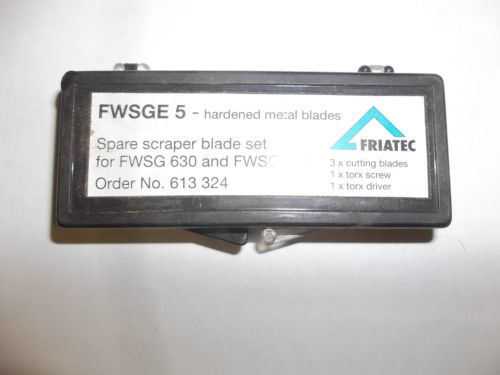 FWSGE 5 - hardened metal blades
Spare scraper blade set
for FWSG 630 and
Order No. 613 324
FRIATEC
3 x cutting blades
1 x torx screw
1 x torx driver